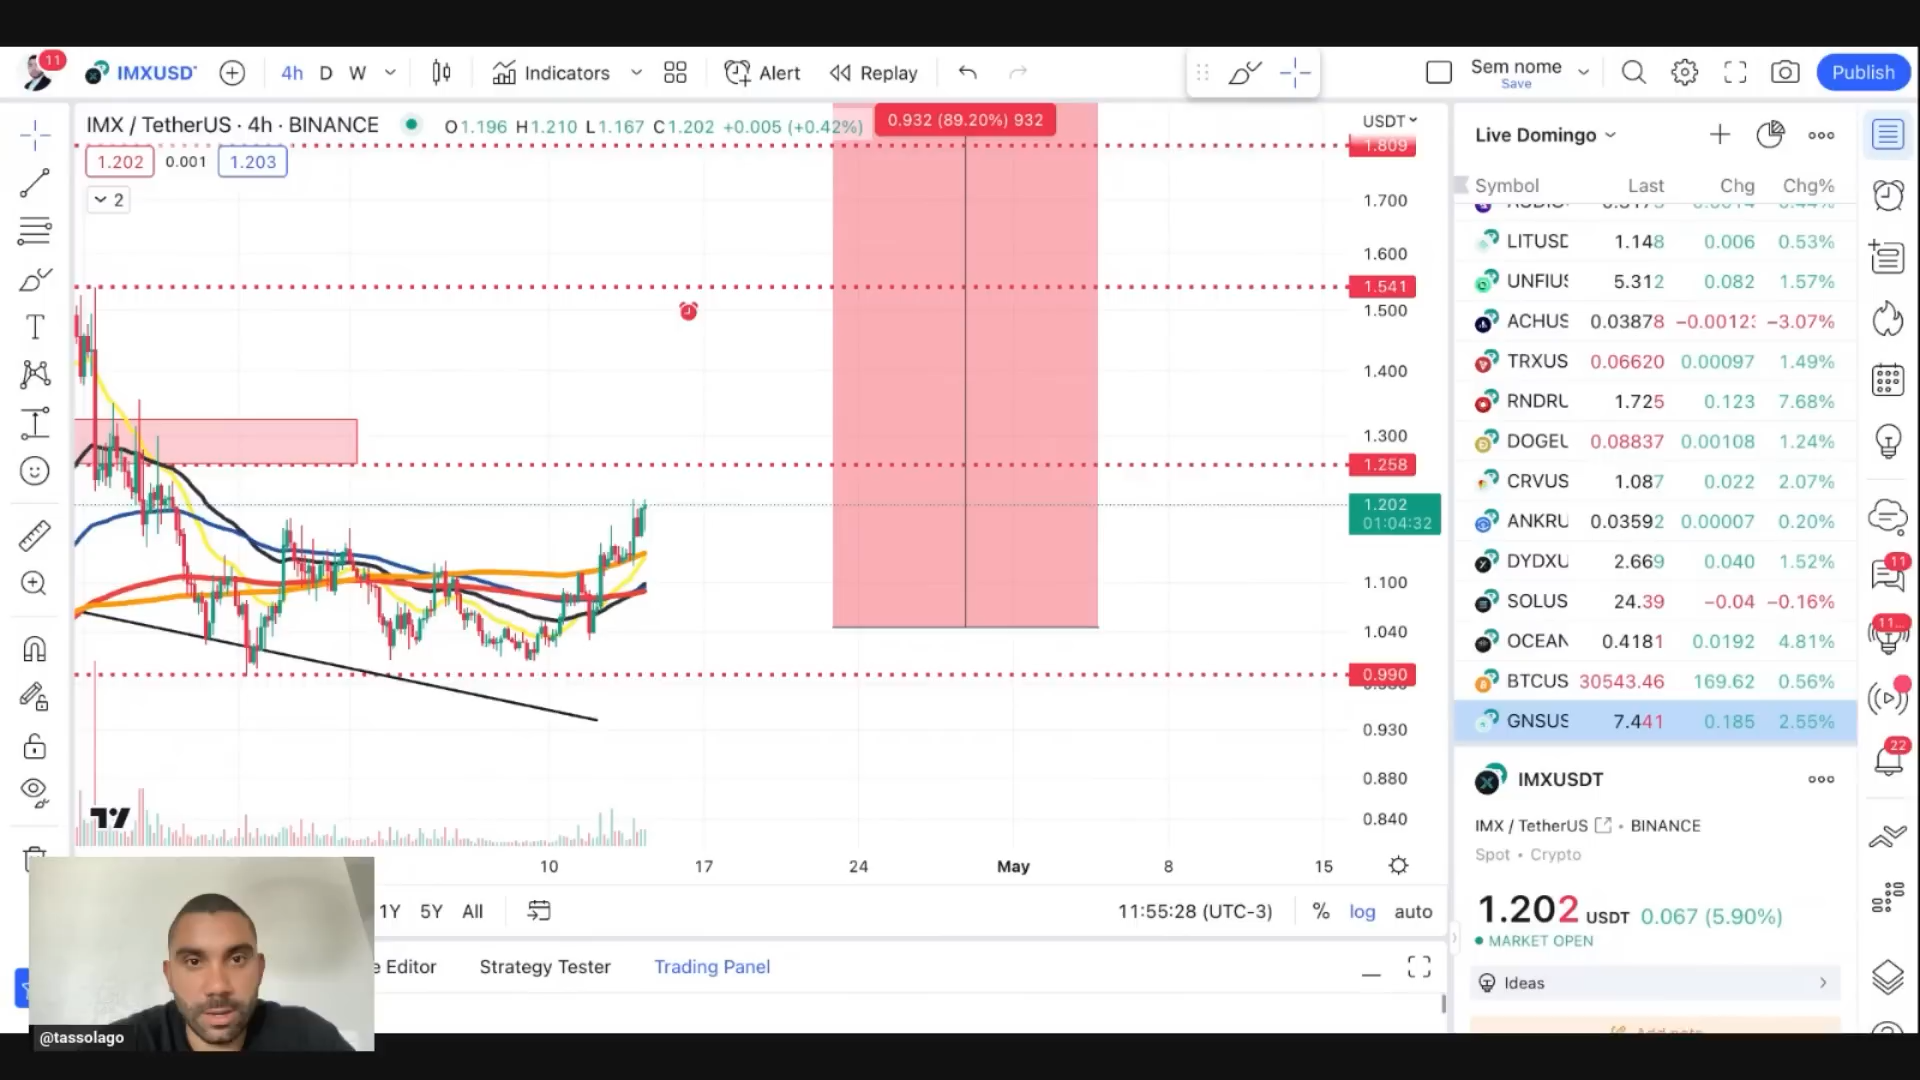 11
IMXUSD
4h D W
Indicators
Alert
Replay
Sem nome
Save
Publish
IMX / TetherUS · 4h · BINANCE
O1.196 H1.210 L1.167 C1.202 +0.005 (+0.42%)
0.932 (89.20%) 932
1.202 0.001 1.203
2
USDT
1.809
1.700
1.600
1.541
1.500
1.400
1.300
1.258
1.202
01:04:32
1.100
1.040
0.990
0.930
0.880
0.840
10 17 24 May 8 15
1Y 5Y All
11:55:28 (UTC-3) % log auto
e Editor Strategy Tester Trading Panel
@tassolago
Live Domingo
Symbol Last Chg Chg%
LITUSD 1.148 0.006 0.53%
UNFIUS 5.312 0.082 1.57%
ACHUS 0.03878 −0.00123 −3.07%
TRXUS 0.06620 0.00097 1.49%
RNDRU 1.725 0.123 7.68%
DOGEU 0.08837 0.00108 1.24%
CRVUS 1.087 0.022 2.07%
ANKRU 0.03592 0.00007 0.20%
DYDXU 2.669 0.040 1.52%
SOLUS 24.39 −0.04 −0.16%
OCEAN 0.4181 0.0192 4.81%
BTCUS 30543.46 169.62 0.56%
GNSUS 7.441 0.185 2.55%
IMXUSDT
IMX / TetherUS • BINANCE
Spot • Crypto
1.202 USDT 0.067 (5.90%)
MARKET OPEN
Ideas
11
11...
22